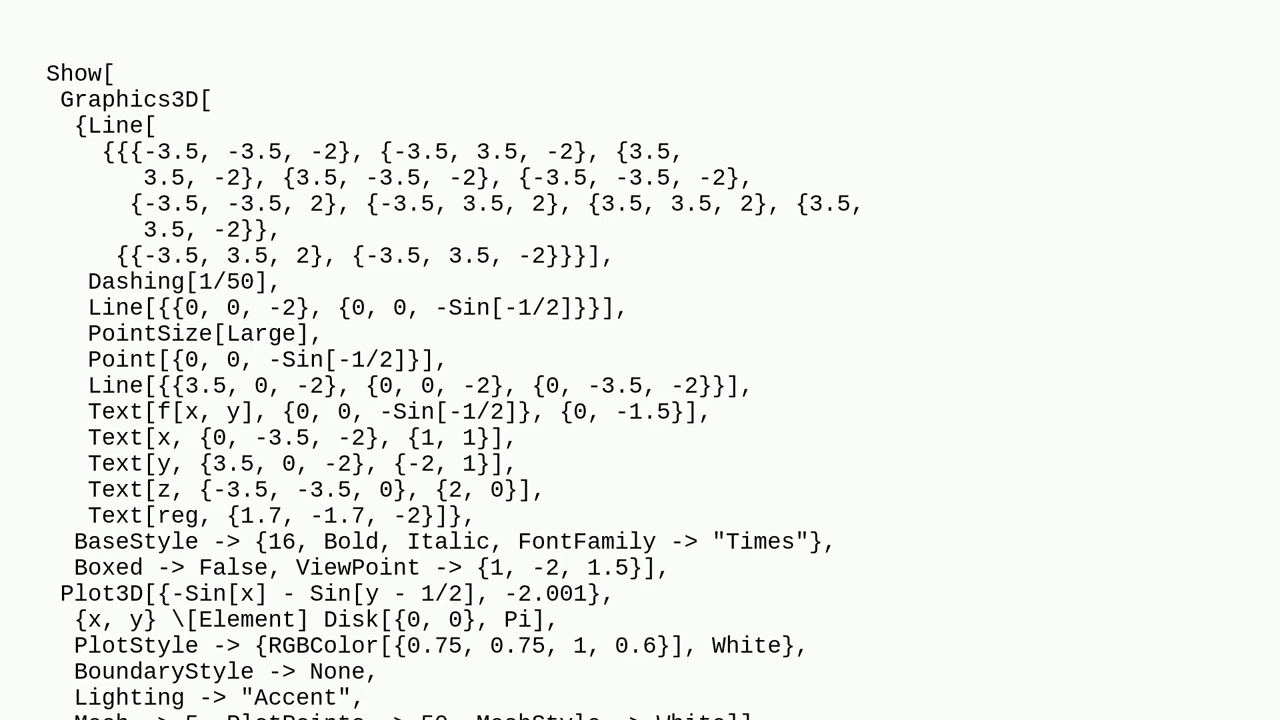 Show[
Graphics3D[
{Line[
{{{-3.5, -3.5, -2}, {-3.5, 3.5, -2}, {3.5,
3.5, -2}, {3.5, -3.5, -2}, {-3.5, -3.5, -2},
{-3.5, -3.5, 2}, {-3.5, 3.5, 2}, {3.5, 3.5, 2}, {3.5,
3.5, -2}},
{{-3.5, 3.5, 2}, {-3.5, 3.5, -2}}}],
Dashing[1/50],
Line[{{0, 0, -2}, {0, 0, -Sin[-1/2]}}],
PointSize[Large],
Point[{0, 0, -Sin[-1/2]}],
Line[{{3.5, 0, -2}, {0, 0, -2}, {0, -3.5, -2}}],
Text[f[x, y], {0, 0, -Sin[-1/2]}, {0, -1.5}],
Text[x, {0, -3.5, -2}, {1, 1}],
Text[y, {3.5, 0, -2}, {-2, 1}],
Text[z, {-3.5, -3.5, 0}, {2, 0}],
Text[reg, {1.7, -1.7, -2}]},
BaseStyle -> {16, Bold, Italic, FontFamily -> "Times"},
Boxed -> False, ViewPoint -> {1, -2, 1.5}],
Plot3D[{-Sin[x] - Sin[y - 1/2], -2.001},
{x, y} \[Element] Disk[{0, 0}, Pi],
PlotStyle -> {RGBColor[{0.75, 0.75, 1, 0.6}], White},
BoundaryStyle -> None,
Lighting -> "Accent",
Mesh -> 5, PlotPoints -> 50, MeshStyle -> White]]